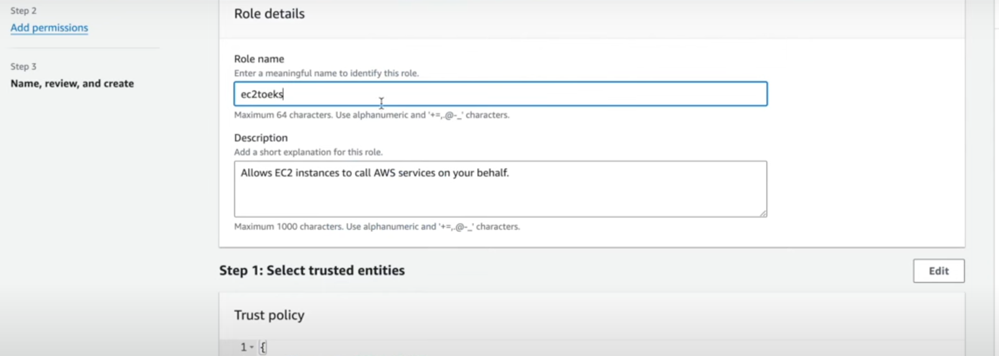 Step 2
Add permissions
Step 3
Name, review, and create
Role details
Role name
Enter a meaningful name to identify this role.
ec2toeks
Maximum 64 characters. Use alphanumeric and '+=,.@-_' characters.
Description
Add a short explanation for this role.
Allows EC2 instances to call AWS services on your behalf.
Maximum 1000 characters. Use alphanumeric and '+=,.@-_' characters.
Step 1: Select trusted entities
Edit
Trust policy
1 {